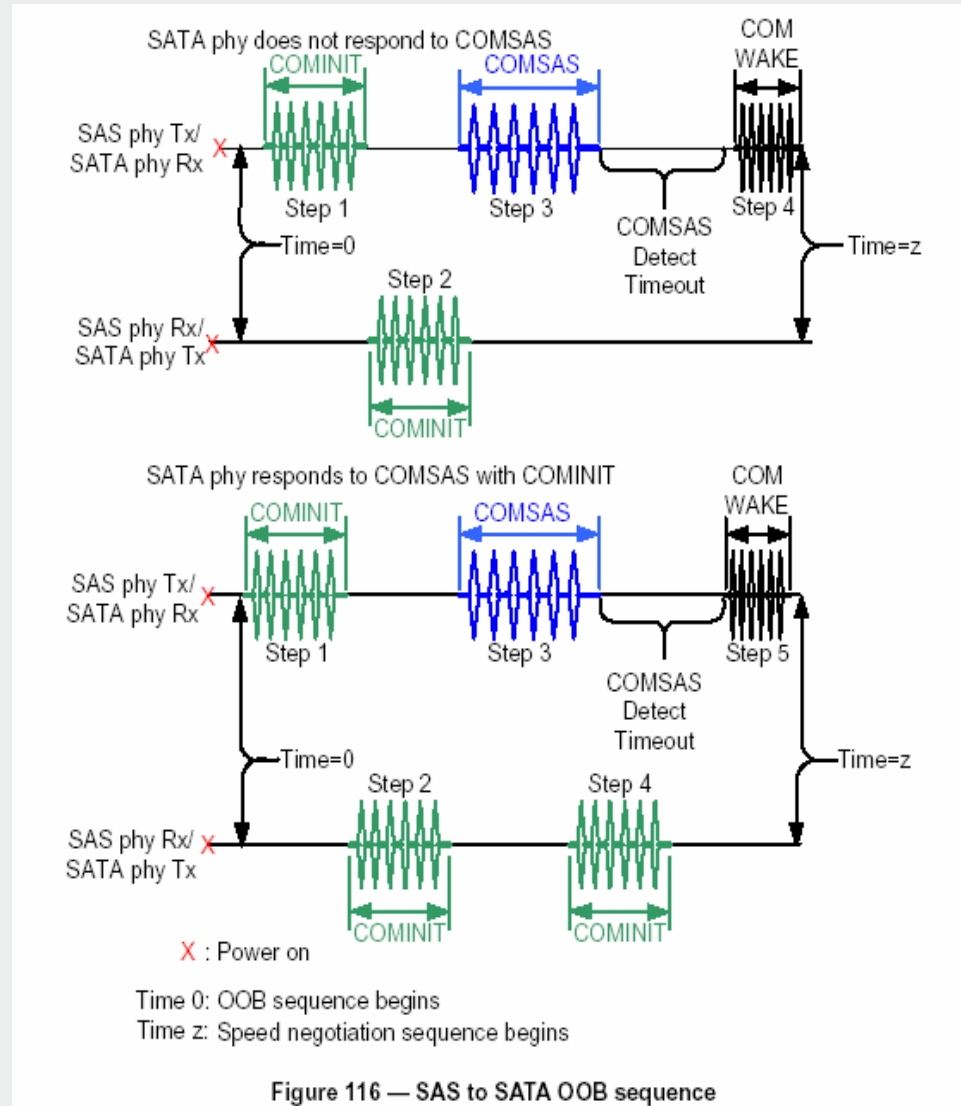 SATA phy does not respond to COMSAS
COMINIT
COMSAS
COM
WAKE
SAS phy Tx/
SATA phy Rx
X
Step 1
Step 3
Step 4
COMSAS
Detect
Timeout
Time=0
Time=z
Step 2
SAS phy Rx/
SATA phy Tx
X
COMINIT
SATA phy responds to COMSAS with COMINIT
COMINIT
COMSAS
COM
WAKE
SAS phy Tx/
SATA phy Rx
X
Step 1
Step 3
Step 5
COMSAS
Detect
Timeout
Time=0
Time=z
Step 2
Step 4
SAS phy Rx/
SATA phy Tx
X
COMINIT
COMINIT
X : Power on
Time 0: OOB sequence begins
Time z: Speed negotiation sequence begins
Figure 116 — SAS to SATA OOB sequence